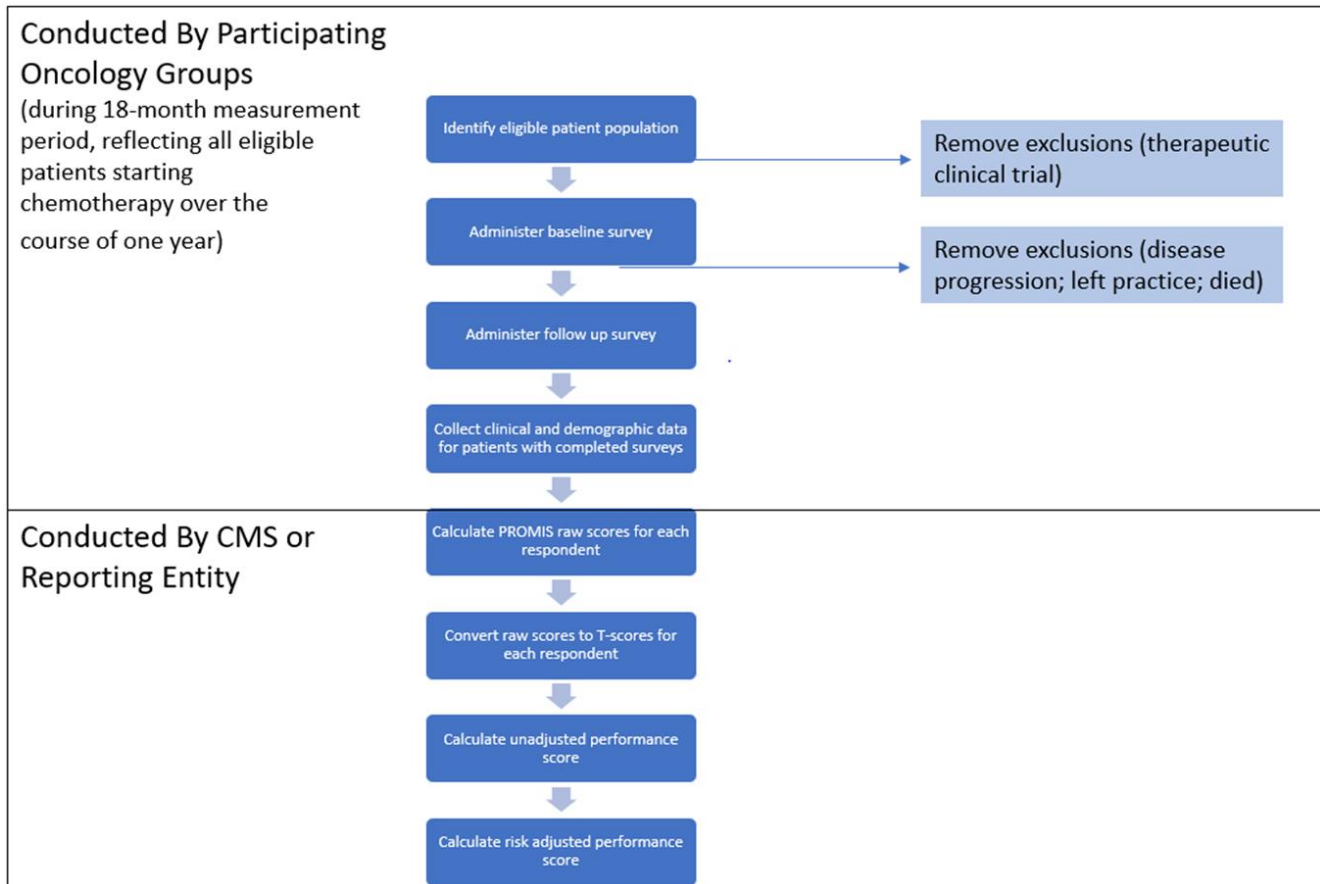 Conducted By Participating
Oncology Groups
(during 18-month measurement
period, reflecting all eligible
patients starting
chemotherapy over the
course of one year)
Identify eligible patient population
Remove exclusions (therapeutic
clinical trial)
Administer baseline survey
Remove exclusions (disease
progression; left practice; died)
Administer follow up survey
Collect clinical and demographic data
for patients with completed surveys
Conducted By CMS or
Reporting Entity
Calculate PROMIS raw scores for each
respondent
Convert raw scores to T-scores for
each respondent
Calculate unadjusted performance
score
Calculate risk adjusted performance
score